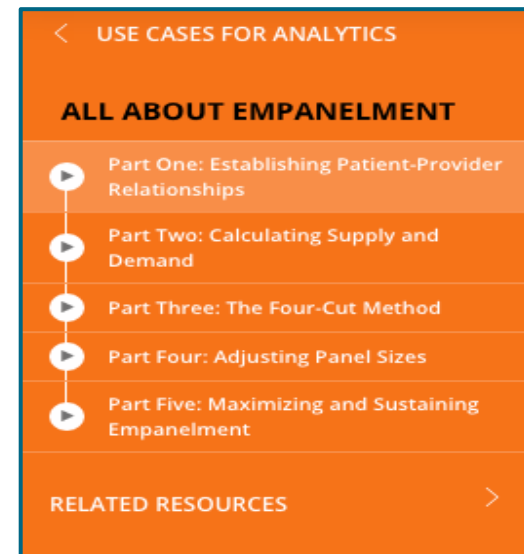 USE CASES FOR ANALYTICS
ALL ABOUT EMPANELMENT
Part One: Establishing Patient-Provider
Relationships
Part Two: Calculating Supply and
Demand
Part Three: The Four-Cut Method
Part Four: Adjusting Panel Sizes
Part Five: Maximizing and Sustaining
Empanelment
RELATED RESOURCES